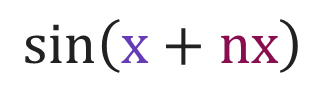 sin(x + nx)